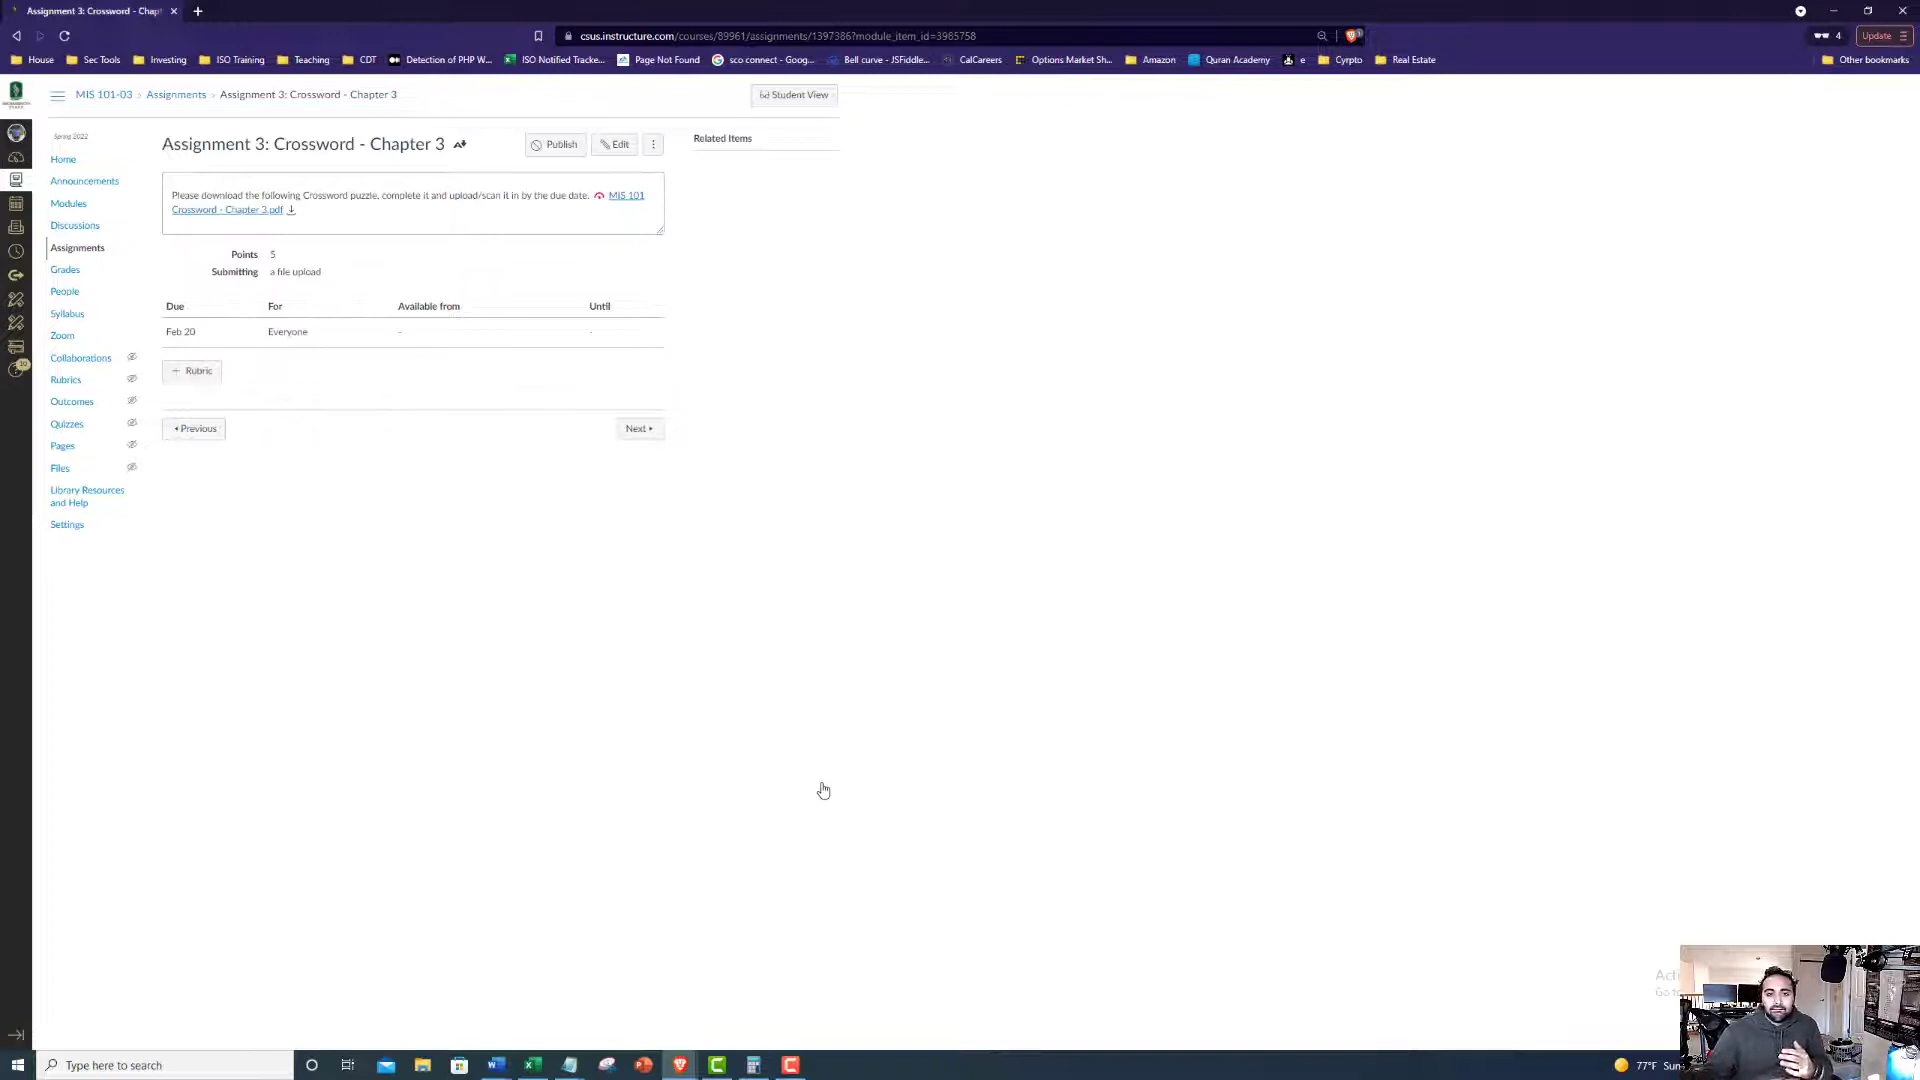 Assignment 3: Crossword - Chap
csus.instructure.com/courses/89961/assignments/1397386?module_item_id=3985758
4
Update
House
Sec Tools
Investing
ISO Training
Teaching
CDT
Detection of PHP W...
ISO Notified Tracke...
Page Not Found
sco connect - Goog...
Bell curve - JSFiddle...
CalCareers
Options Market Sh...
Amazon
Quran Academy
e
Cyrpto
Real Estate
Other bookmarks
MIS 101-03 › Assignments › Assignment 3: Crossword - Chapter 3
Student View
Spring 2022
Home
Announcements
Modules
Discussions
Assignments
Grades
People
Syllabus
Zoom
Collaborations
Rubrics
Outcomes
Quizzes
Pages
Files
Library Resources
and Help
Settings
Assignment 3: Crossword - Chapter 3
Publish
Edit
Related Items
Please download the following Crossword puzzle, complete it and upload/scan it in by the due date. MIS 101
Crossword - Chapter 3.pdf
Points 5
Submitting a file upload
Due For Available from Until
Feb 20 Everyone - -
+ Rubric
◂ Previous
Next ▸
Acti
Go to
Type here to search
77°F Sun